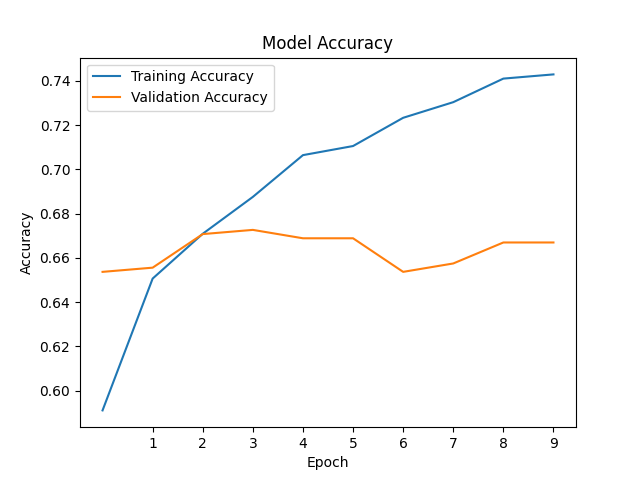 Model Accuracy
Training Accuracy
Validation Accuracy
0.74
0.72
0.70
0.68
0.66
0.64
0.62
0.60
Accuracy
1 2 3 4 5 6 7 8 9
Epoch